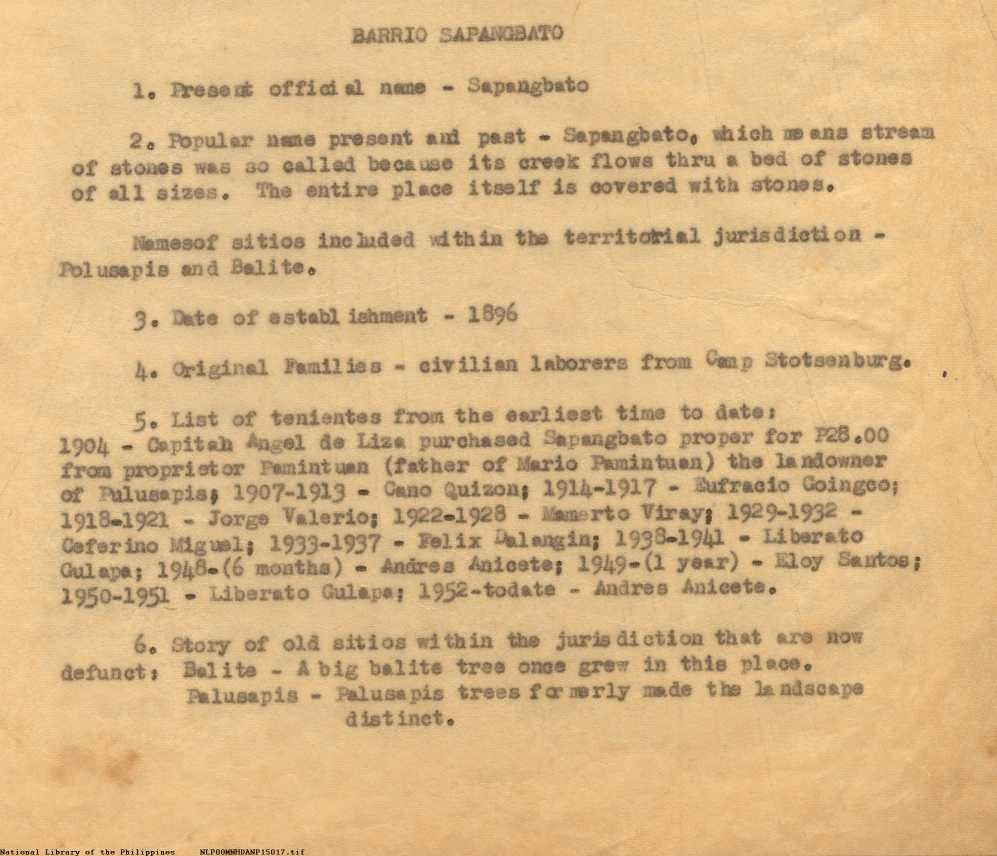 BARRIO SAPANGBATO
1. Present official name - Sapangbato
2. Popular name present and past - Sapangbato, which means stream
of stones was so called because its creek flows thru a bed of stones
of all sizes. The entire place itself is covered with stones.
Namesof sitios included within the territorial jurisdiction -
Polusapis and Balite.
3. Date of establishment - 1896
4. Original Families - civilian laborers from Camp Stotsenburg.
5. List of tenientes from the earliest time to date:
1904 - Capitan Angel de Liza purchased Sapangbato proper for P28.00
from proprietor Pamintuan (father of Mario Pamintuan) the landowner
of Pulusapis; 1907-1913 - Cano Quizon; 1914-1917 - Eufracio Goingco;
1918-1921 - Jorge Valerio; 1922-1928 - Mamerto Viray; 1929-1932 -
Ceferino Miguel; 1933-1937 - Felix Dalangin; 1938-1941 - Liberato
Gulapa; 1948-(6 months) - Andres Anicete; 1949-(1 year) - Eloy Santos;
1950-1951 - Liberato Gulapa; 1952-todate - Andres Anicete.
6. Story of old sitios within the jurisdiction that are now
defunct; Balite - A big balite tree once grew in this place.
Palusapis - Palusapis trees formerly made the landscape
distinct.
National Library of the Philippines NLP00MNHDANP15017.tif